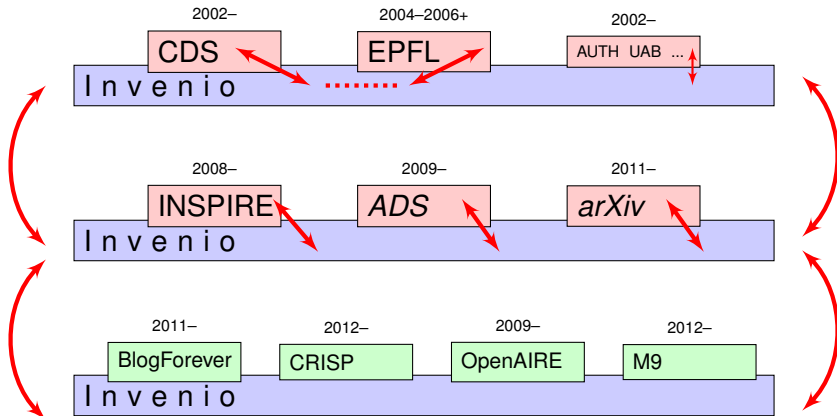 2002– 2004–2006+ 2002–
CDS EPFL AUTH UAB ...
Invenio
2008– 2009– 2011–
INSPIRE ADS arXiv
Invenio
2011– 2012– 2009– 2012–
BlogForever CRISP OpenAIRE M9
Invenio